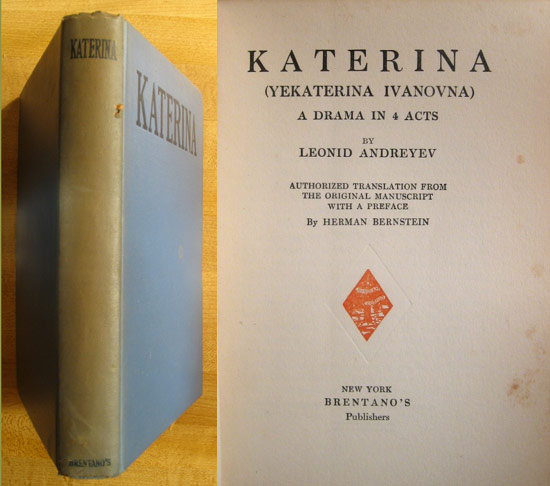 KATERINA
KATERINA
BRENTANO'S
KATERINA
(YEKATERINA IVANOVNA)
A DRAMA IN 4 ACTS
BY
LEONID ANDREYEV
AUTHORIZED TRANSLATION FROM
THE ORIGINAL MANUSCRIPT
WITH A PREFACE
By HERMAN BERNSTEIN
NEW YORK
BRENTANO'S
Publishers